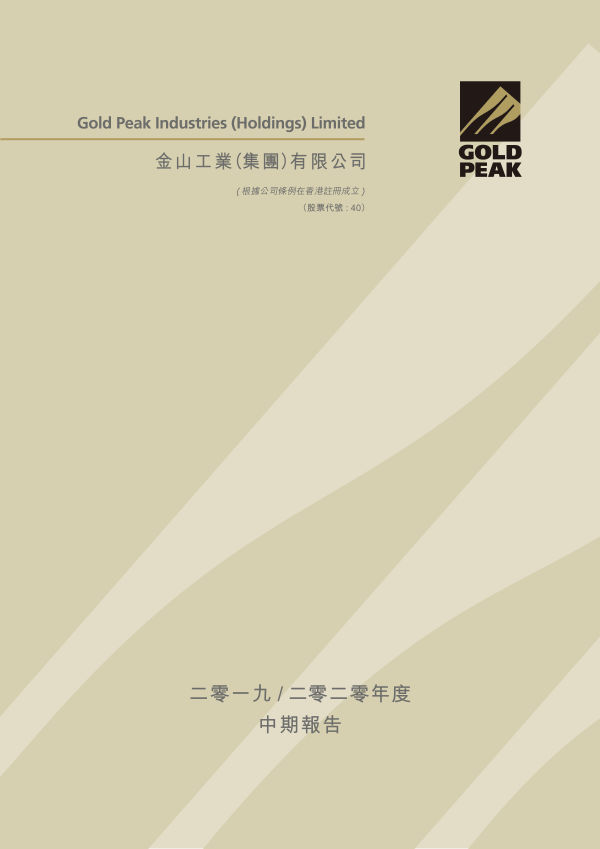 Gold Peak Industries (Holdings) Limited
金山工業(集團)有限公司
(根據公司條例在香港註冊成立)
(股票代號 : 40)
GOLD
PEAK
二零一九 / 二零二零年度
中期報告